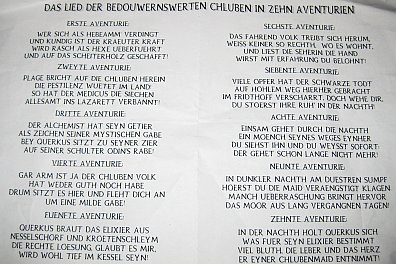 DAS LIED DER BEDOUWERNSWERTEN CHLUBEN IN ZEHN AVENTURIEN
ERSTE AVENTURIE:
WER SICH ALS HEBEAMME VERDINGT
UND KUNDIG IST DER KRAEUTER KRAFT
WIRD RASCH ALS HEXE UEBERFUEHRT
UND AUF DAS SCHEITERHOLZ GESCHAFFT!
ZWEYTE AVENTURIE:
PLAGE BRICHT AUF DIE CHLUBEN HEREIN
DIE PESTILENZ WUETET IM LAND
SO HAT DER MEDICUS DIE SIECHEN
ALLESAMT INS LAZARETT VERBANNT!
DRITTE AVENTURIE:
DER ALCHEMIST HAT SEYN GETIER
ALS ZEICHEN SEINER MYSTISCHEN GABE
BEY QUERKUS SITZT ZU SEYNER ZIER
AUF SEINER SCHULTER ODINS RABE!
VIERTE AVENTURIE:
GAR ARM IST JA DER CHLUBEN VOLK
HAT WEDER GUTH NOCH HABE
DRUM SITZT ES HIER UND FLEHT DICH AN
UM EINE MILDE GABE!
FUENFTE AVENTURIE:
QUERKUS BRAUT DAS ELIXIER AUS
NESSELSCHORF UND KROETENSCHLEYM
DIE RECHTE LOESUNG, GLAUBT ES MIR,
WIRD WOHL TIEF IM KESSEL SEYN!
SECHSTE AVENTURIE:
DAS FAHREND VOLK TREIBT SICH HERUM,
WEISS KEINER SO RECHTH, WO ES WOHNT,
UND LIEST DIE SEHERIN DIE HAND
WIRST MIT ERFAHRUNG DU BELOHNT!
SIEBENTE AVENTURIE:
VIELE OPFER HAT DER SCHWARZE TODT
AUF HOHLEM WEG HIERHER GEBRACHT
IM FRIDTHOFF VERSCHARRT. DOCH WEHE DIR,
DU STOERST IHRE RUH IN DER NACHTH!
ACHTE AVENTURIE:
EINSAM GEHET DURCH DIE NACHTH
EIN MOENCH SEYNES WEGES EYNHER
DU SIEHST IHN UND DU WEYSST SOFORT:
DER GEHET SCHON LANGE NICHT MEHR!
NEUNTE AVENTURIE:
IN DUNKLER NACHTH AM DUESTREN SUMPF
HOERST DU DIE MAID VERAENGSTIGT KLAGEN
MANCH UEBERRASCHUNG BRINGT HERVOR
DAS MOOR AUS LANG VERGANGNEN TAGEN!
ZEHNTE AVENTURIE:
IN DER NACHTH HOLT QUERKUS SICH,
WAS FUER SEYN ELIXIER BESTIMMT
VIEL BLUTH, DIE LEBER UND DAS HERZ
ER EYNER CHLUBENMAID ENTNIMMT!